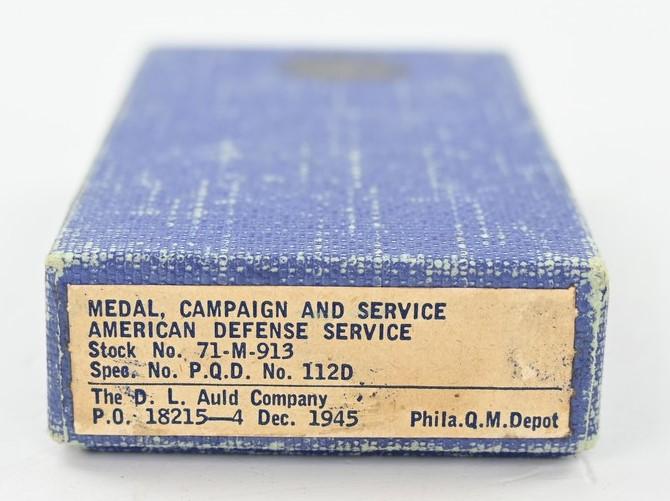 MEDAL, CAMPAIGN AND SERVICE
AMERICAN DEFENSE SERVICE
Stock No. 71-M-913
Spec. No. P.Q.D. No. 112D
The D. L. Auld Company
P.O. 18215—4 Dec. 1945 Phila.Q.M.Depot